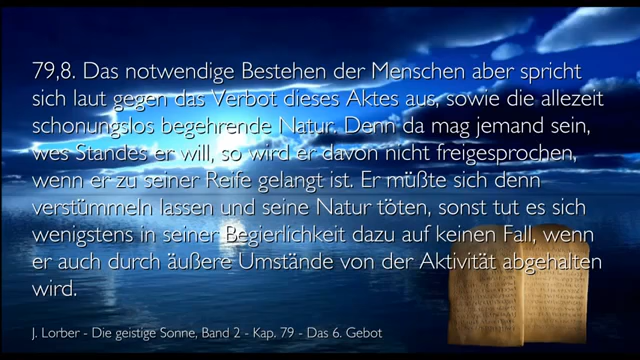 79,8. Das notwendige Bestehen der Menschen aber spricht
sich laut gegen das Verbot dieses Aktes aus, sowie die allezeit
schonungslos begehrende Natur. Denn da mag jemand sein,
wes Standes er will, so wird er davon nicht freigesprochen,
wenn er zu seiner Reife gelangt ist. Er müßte sich denn
verstümmeln lassen und seine Natur töten, sonst tut es sich
wenigstens in seiner Begierlichkeit dazu auf keinen Fall, wenn
er auch durch äußere Umstände von der Aktivität abgehalten
wird.
J. Lorber - Die geistige Sonne, Band 2 - Kap. 79 - Das 6. Gebot